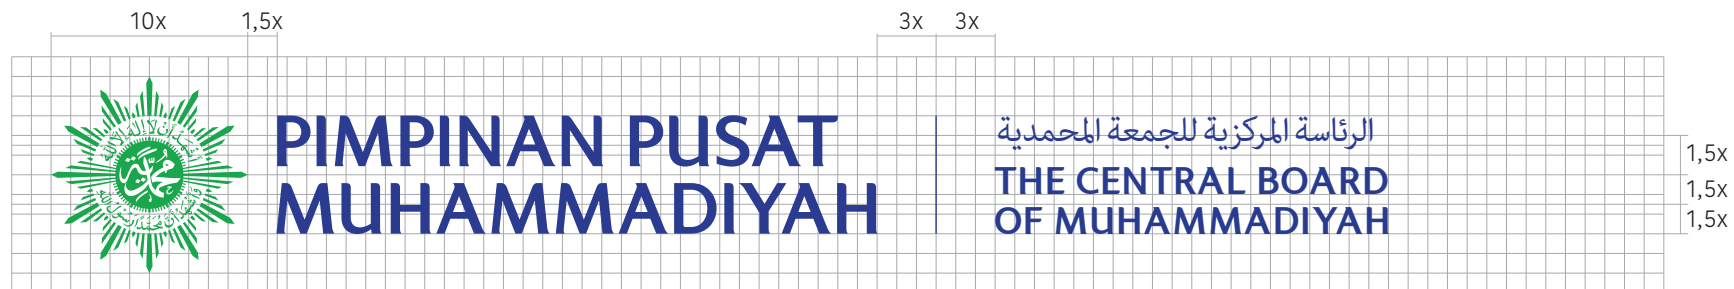 10x 1,5x 3x 3x
PIMPINAN PUSAT
MUHAMMADIYAH
الرئاسة المركزية للجمعة المحمدية
THE CENTRAL BOARD
OF MUHAMMADIYAH
1,5x
1,5x
1,5x